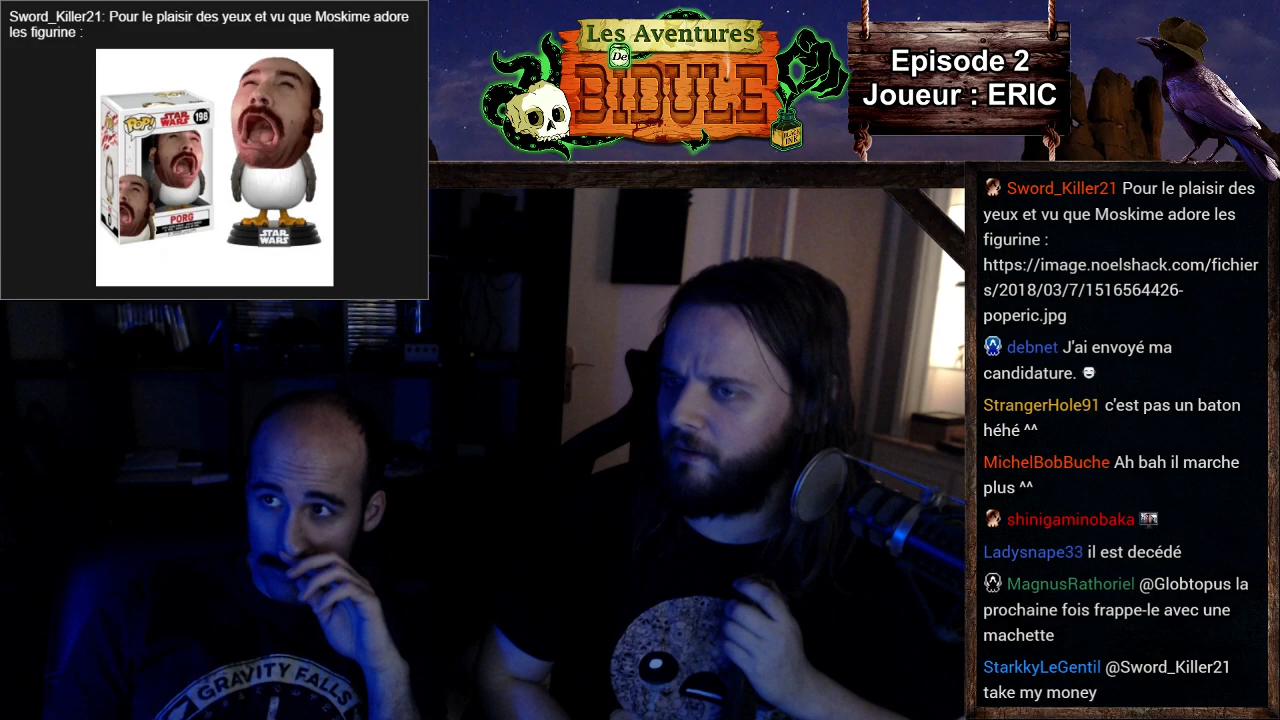 Sword_Killer21: Pour le plaisir des yeux et vu que Moskime adore
les figurine :
POP!
STAR
WARS
198
PORG
STAR
WARS
Les Aventures
De
BIDULE
BLACK
INK
Episode 2
Joueur : ERIC
Sword_Killer21 Pour le plaisir des
yeux et vu que Moskime adore les
figurine :
https://image.noelshack.com/fichier
s/2018/03/7/1516564426-
poperic.jpg
debnet J'ai envoyé ma
candidature.
StrangerHole91 c'est pas un baton
héhé ^^
MichelBobBuche Ah bah il marche
plus ^^
shinigaminobaka
Ladysnape33 il est decédé
MagnusRathoriel @Globtopus la
prochaine fois frappe-le avec une
machette
StarkkyLeGentil @Sword_Killer21
take my money
GRAVITY FALLS